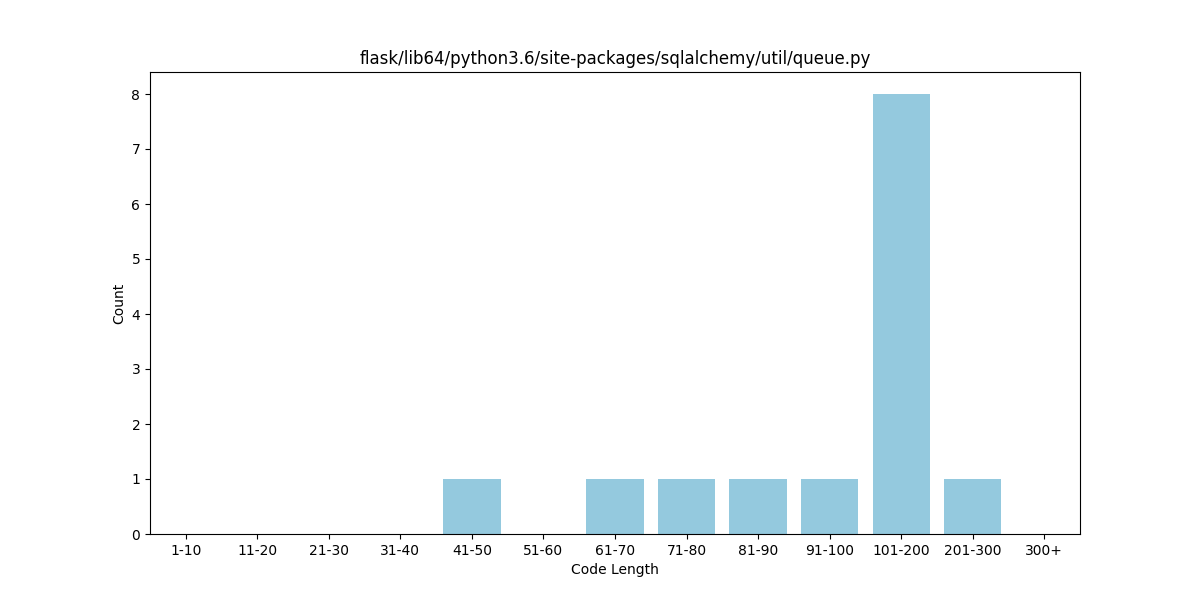 flask/lib64/python3.6/site-packages/sqlalchemy/util/queue.py
8
7
6
5
4
3
2
1
0
Count
1-10 11-20 21-30 31-40 41-50 51-60 61-70 71-80 81-90 91-100 101-200 201-300 300+
Code Length